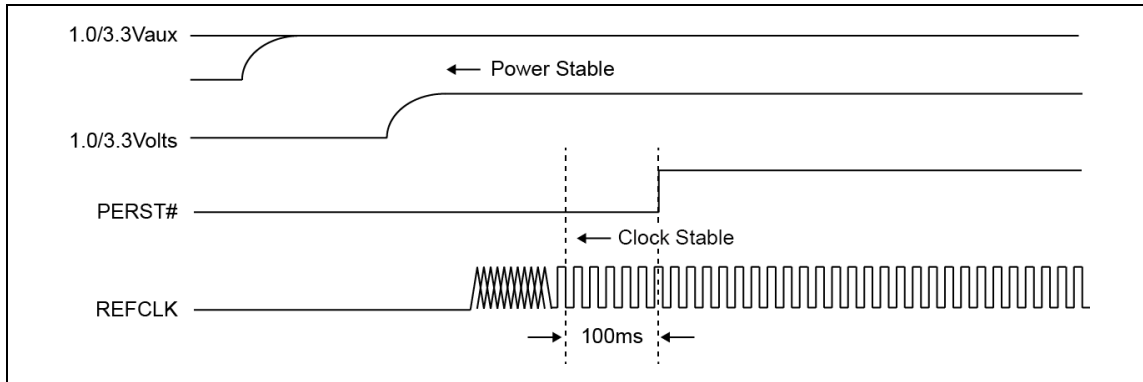 1.0/3.3Vaux
Power Stable
1.0/3.3Volts
PERST#
Clock Stable
REFCLK
100ms